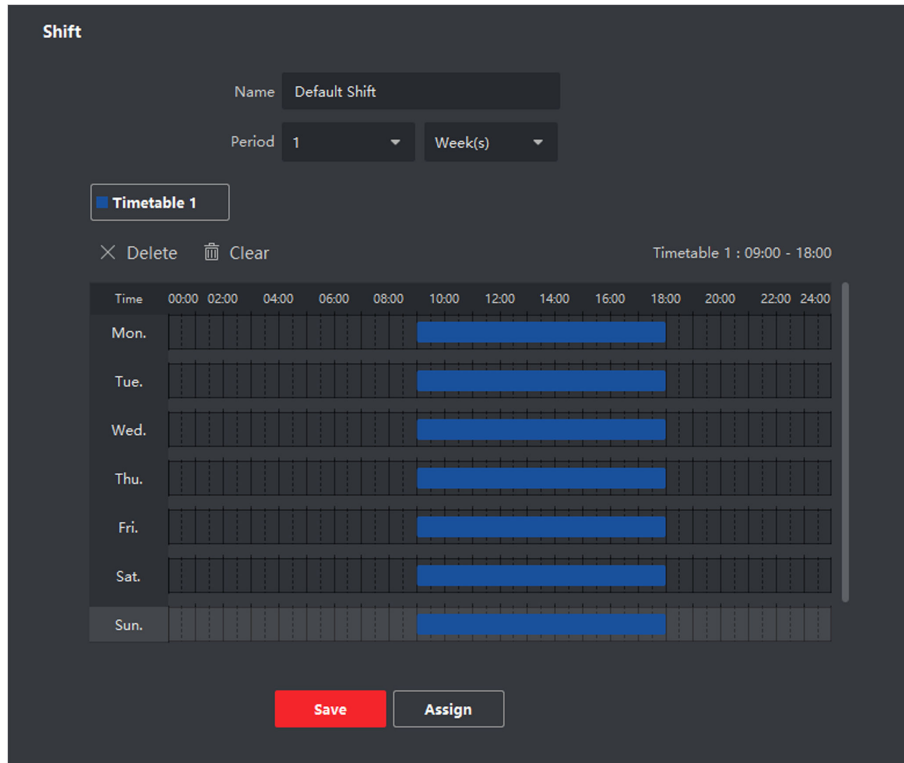 Shift
Name Default Shift
Period 1 Week(s)
Timetable 1
Delete Clear Timetable 1 : 09:00 - 18:00
Time 00:00 02:00 04:00 06:00 08:00 10:00 12:00 14:00 16:00 18:00 20:00 22:00 24:00
Mon.
Tue.
Wed.
Thu.
Fri.
Sat.
Sun.
Save Assign